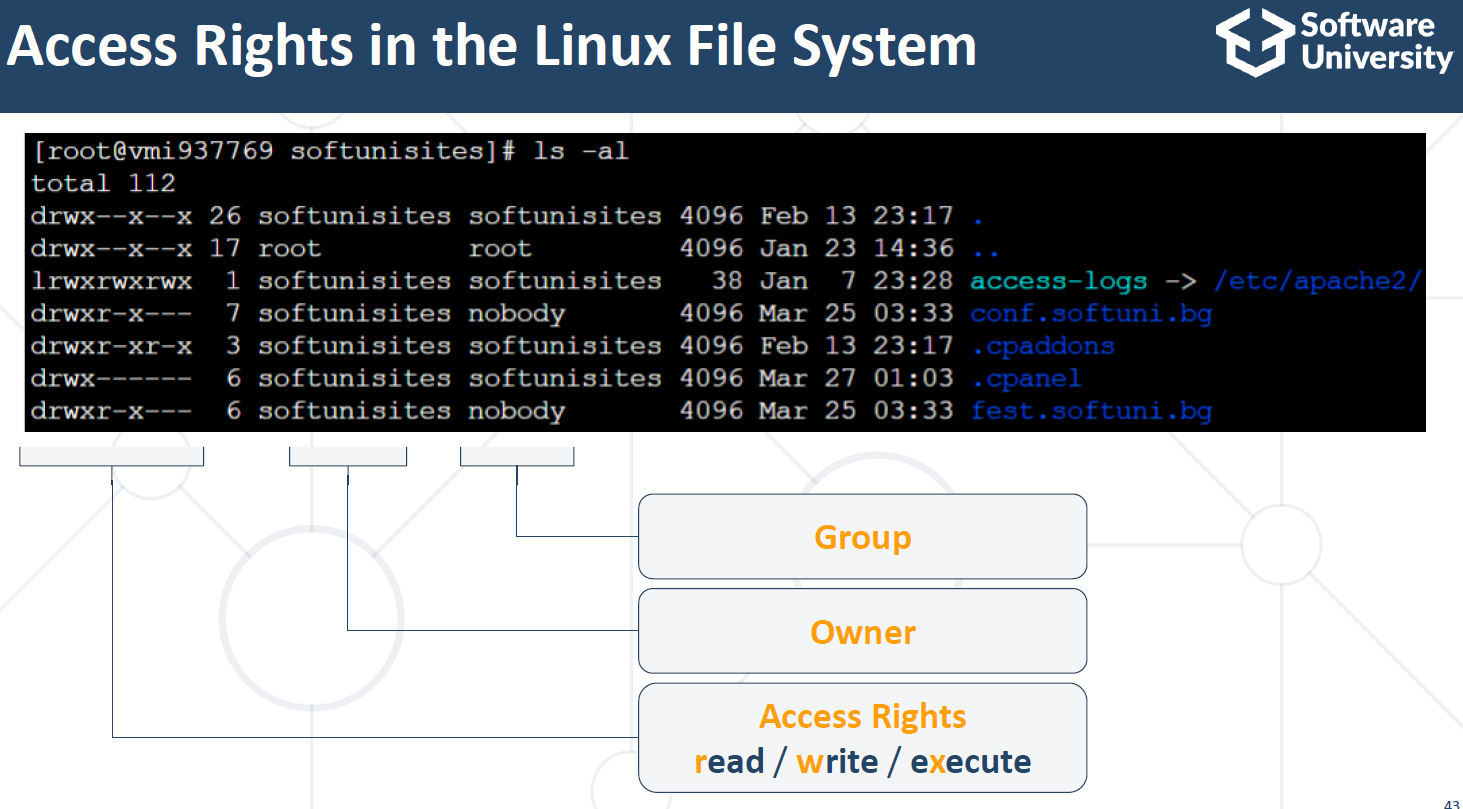 Access Rights in the Linux File System
Software
University
[root@vmi937769 softunisites]# ls -al
total 112
drwx--x--x 26 softunisites softunisites 4096 Feb 13 23:17 .
drwx--x--x 17 root         root         4096 Jan 23 14:36 ..
lrwxrwxrwx  1 softunisites softunisites   38 Jan  7 23:28 access-logs -> /etc/apache2/
drwxr-x---  7 softunisites nobody       4096 Mar 25 03:33 conf.softuni.bg
drwxr-xr-x  3 softunisites softunisites 4096 Feb 13 23:17 .cpaddons
drwx------  6 softunisites softunisites 4096 Mar 27 01:03 .cpanel
drwxr-x---  6 softunisites nobody       4096 Mar 25 03:33 fest.softuni.bg
Group
Owner
Access Rights
read / write / execute
43